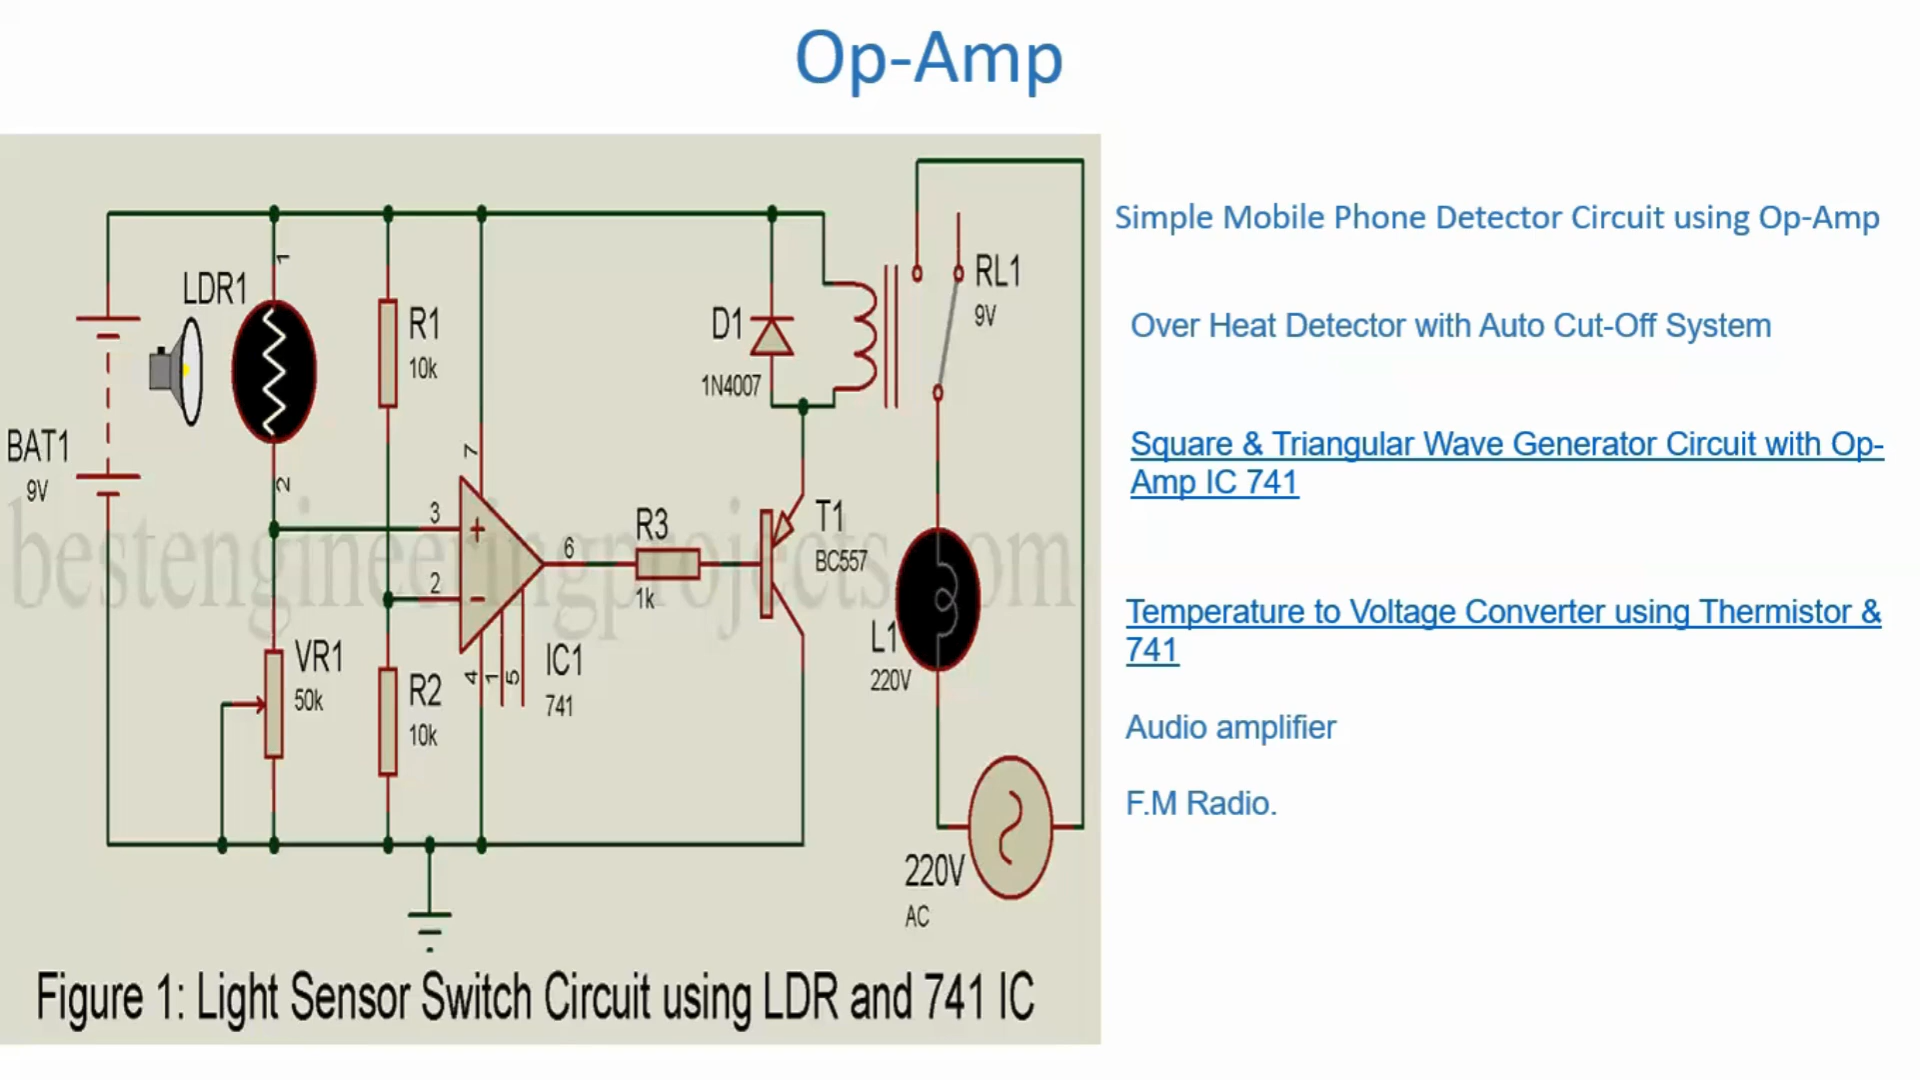 Op-Amp
LDR1
1
2
BAT1
9V
R1
10k
7
3
+
2
-
6
4
1
5
IC1
741
VR1
50k
R2
10k
R3
1k
D1
1N4007
T1
BC557
RL1
9V
L1
220V
220V
AC
bestengineeringprojects.com
Figure 1: Light Sensor Switch Circuit using LDR and 741 IC
Simple Mobile Phone Detector Circuit using Op-Amp
Over Heat Detector with Auto Cut-Off System
Square & Triangular Wave Generator Circuit with Op-
Amp IC 741
Temperature to Voltage Converter using Thermistor &
741
Audio amplifier
F.M Radio.